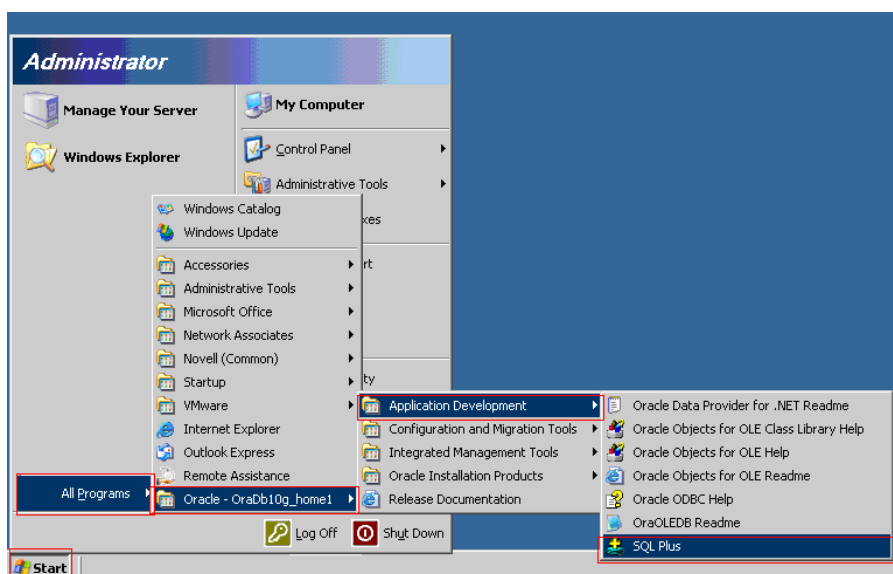 Administrator
Manage Your Server
Windows Explorer
My Computer
Control Panel
Administrative Tools
xes
rt
ty
Windows Catalog
Windows Update
Accessories
Administrative Tools
Microsoft Office
Network Associates
Novell (Common)
Startup
VMware
Internet Explorer
Outlook Express
Remote Assistance
Oracle - OraDb10g_home1
All Programs
Application Development
Configuration and Migration Tools
Integrated Management Tools
Oracle Installation Products
Release Documentation
Oracle Data Provider for .NET Readme
Oracle Objects for OLE Class Library Help
Oracle Objects for OLE Help
Oracle Objects for OLE Readme
Oracle ODBC Help
OraOLEDB Readme
SQL Plus
Log Off
Shut Down
Start